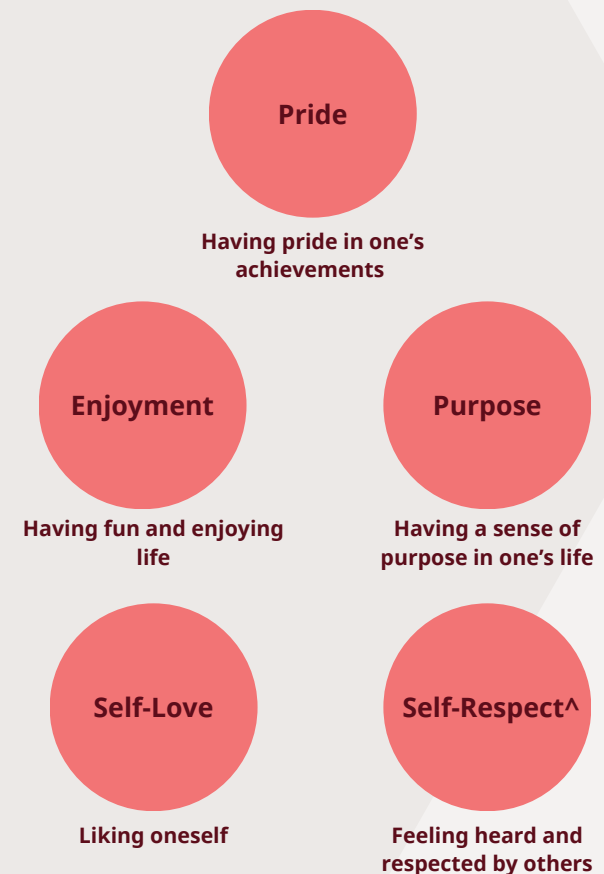 Pride
Having pride in one’s
achievements
Enjoyment
Having fun and enjoying
life
Purpose
Having a sense of
purpose in one’s life
Self-Love
Liking oneself
Self-Respect^
Feeling heard and
respected by others